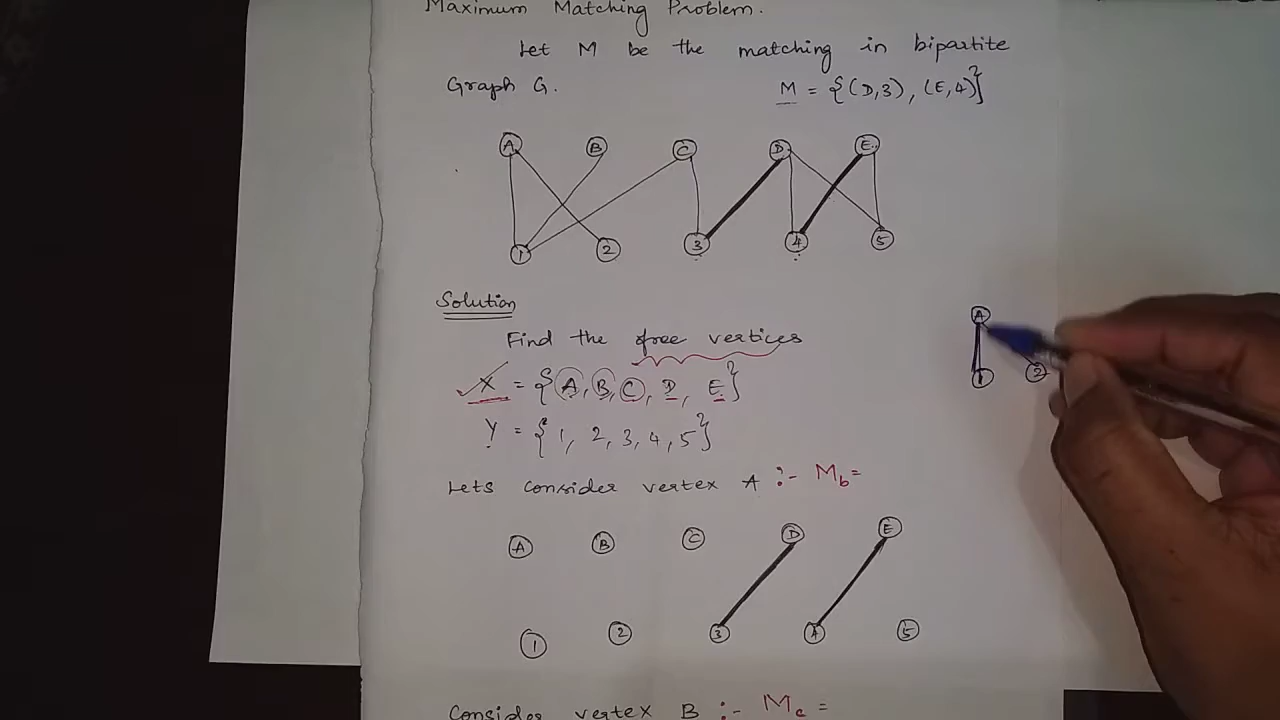 Maximum Matching Problem.
Let M be the matching in bipartite
Graph G. M = {(D,3), (E,4)}
A B C D E
1 2 3 4 5
Solution
Find the free vertices
X = {A, B, C, D, E}
Y = {1, 2, 3, 4, 5}
Lets consider vertex A :- Mb =
A B C D E
1 2 3 4 5
Consider vertex B :- Mc =
A
1 2